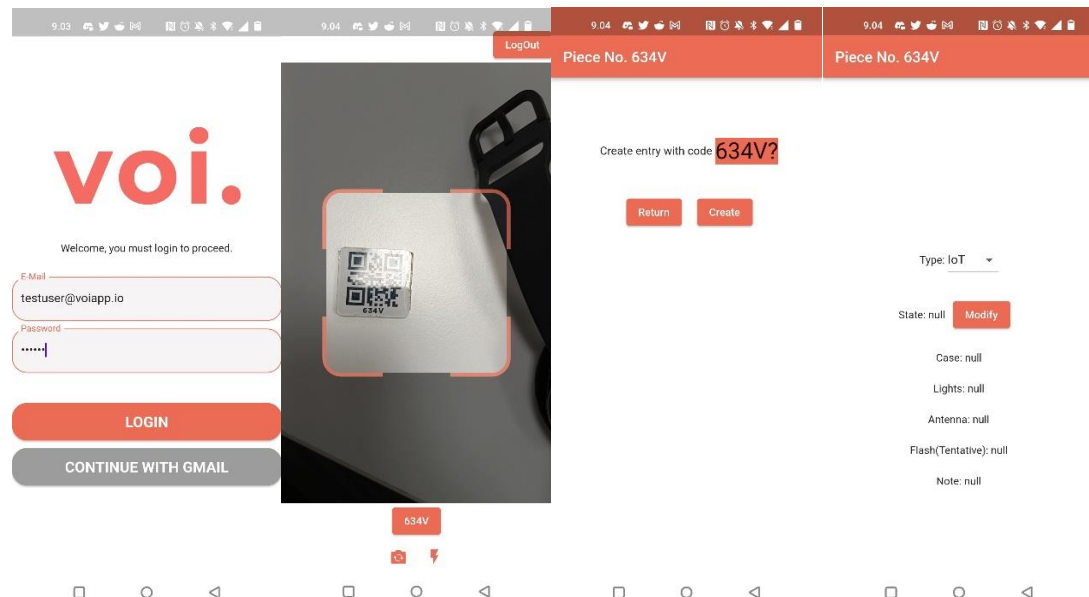 9.03
voi.
Welcome, you must login to proceed.
E-Mail
testuser@voiapp.io
Password
LOGIN
CONTINUE WITH GMAIL
9.04
LogOut
634V
634V
9.04
Piece No. 634V
Create entry with code 634V?
Return Create
9.04
Piece No. 634V
Type: IoT
State: null Modify
Case: null
Lights: null
Antenna: null
Flash(Tentative): null
Note: null